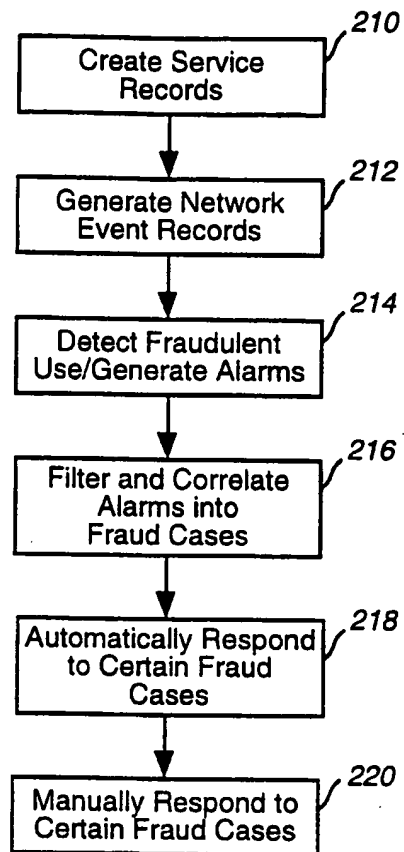 210
Create Service
Records
212
Generate Network
Event Records
214
Detect Fraudulent
Use/Generate Alarms
216
Filter and Correlate
Alarms into
Fraud Cases
218
Automatically Respond
to Certain Fraud
Cases
220
Manually Respond to
Certain Fraud Cases